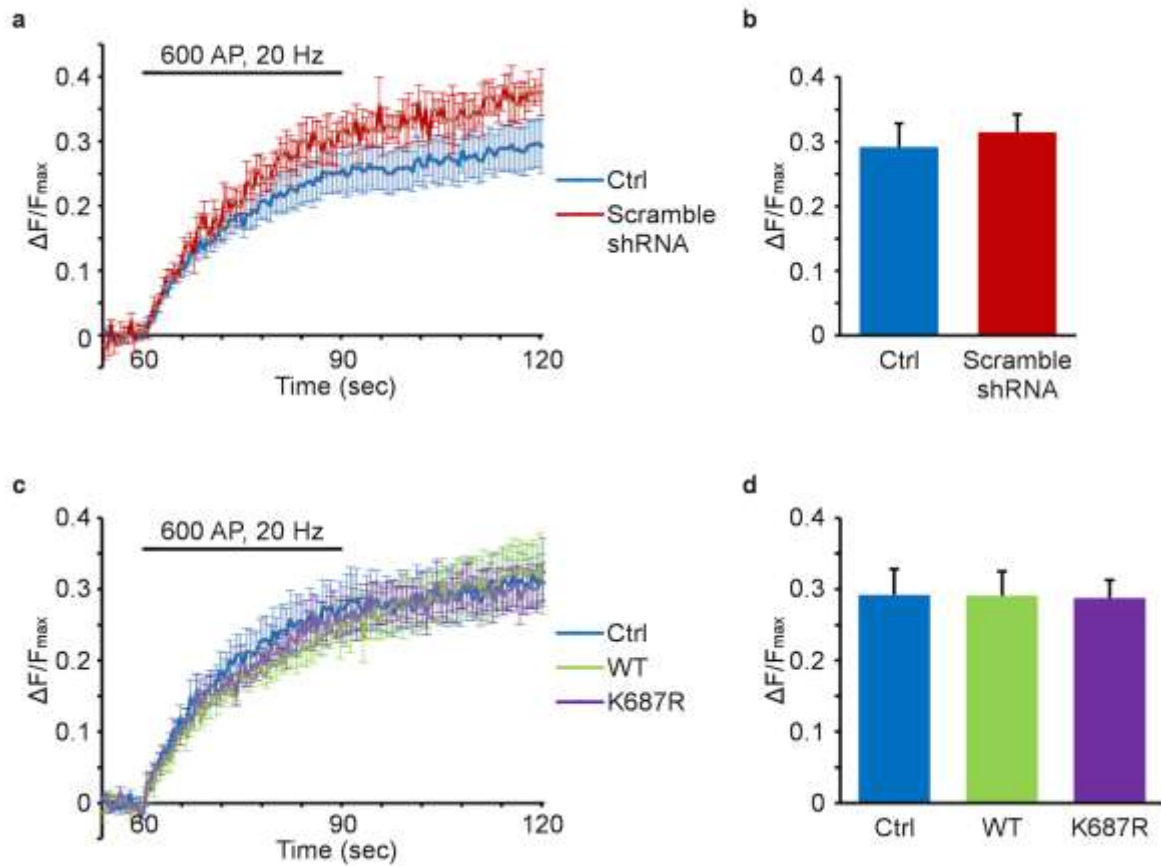 a
600 AP, 20 Hz
0.4
0.3
0.2
0.1
0
ΔF/Fmax
60
90
120
Time (sec)
Ctrl
Scramble
shRNA
b
0.4
0.3
0.2
0.1
0
ΔF/Fmax
Ctrl
Scramble
shRNA
c
600 AP, 20 Hz
0.4
0.3
0.2
0.1
0
ΔF/Fmax
60
90
120
Time (sec)
Ctrl
WT
K687R
d
0.4
0.3
0.2
0.1
0
ΔF/Fmax
Ctrl
WT
K687R